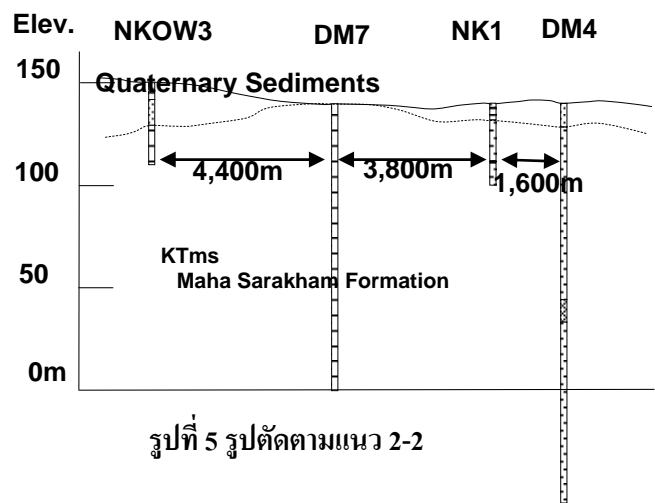 Elev. NKOW3 DM7 NK1 DM4
150
Quaternary Sediments
4,400m 3,800m 1,600m
100
KTms
Maha Sarakham Formation
50
0m
รูปที่ 5 รูปตัดตามแนว 2-2